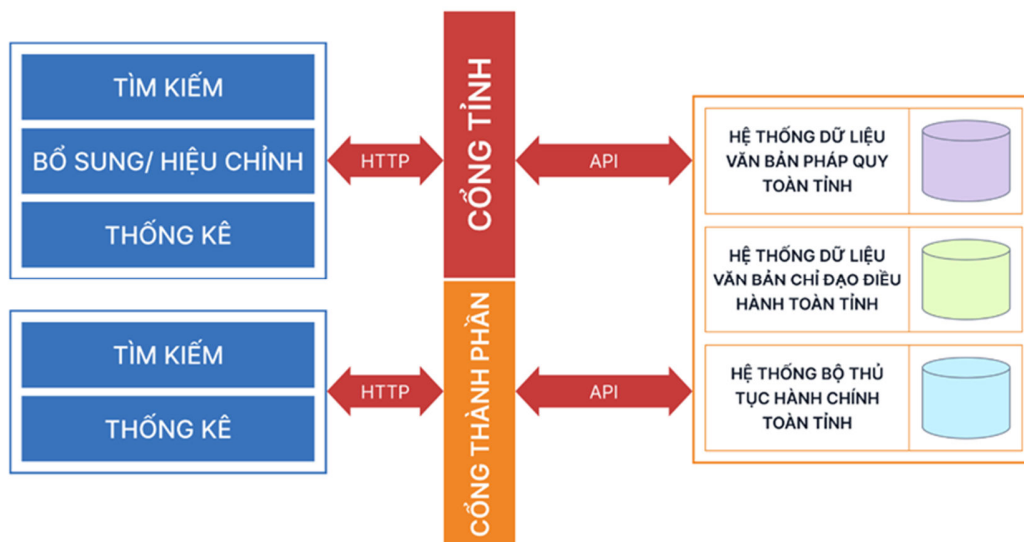 TÌM KIẾM
BỔ SUNG/ HIỆU CHỈNH
THỐNG KÊ
HTTP
CỔNG TỈNH
API
TÌM KIẾM
THỐNG KÊ
HTTP
CỔNG THÀNH PHẦN
API
HỆ THỐNG DỮ LIỆU
VĂN BẢN PHÁP QUY
TOÀN TỈNH
HỆ THỐNG DỮ LIỆU
VĂN BẢN CHỈ ĐẠO ĐIỀU
HÀNH TOÀN TỈNH
HỆ THỐNG BỘ THỦ
TỤC HÀNH CHÍNH
TOÀN TỈNH